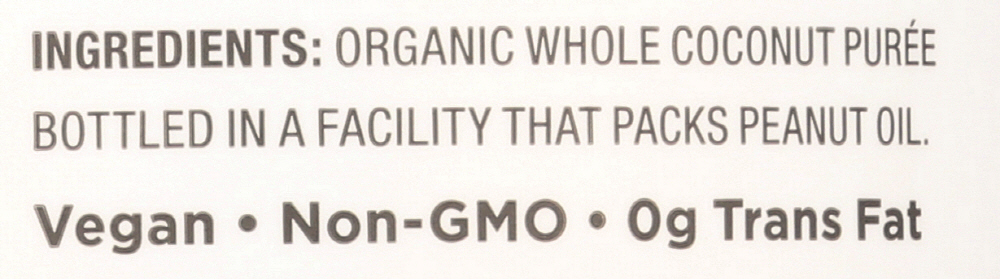 INGREDIENTS: ORGANIC WHOLE COCONUT PURÉE
BOTTLED IN A FACILITY THAT PACKS PEANUT OIL.
Vegan • Non-GMO • 0g Trans Fat